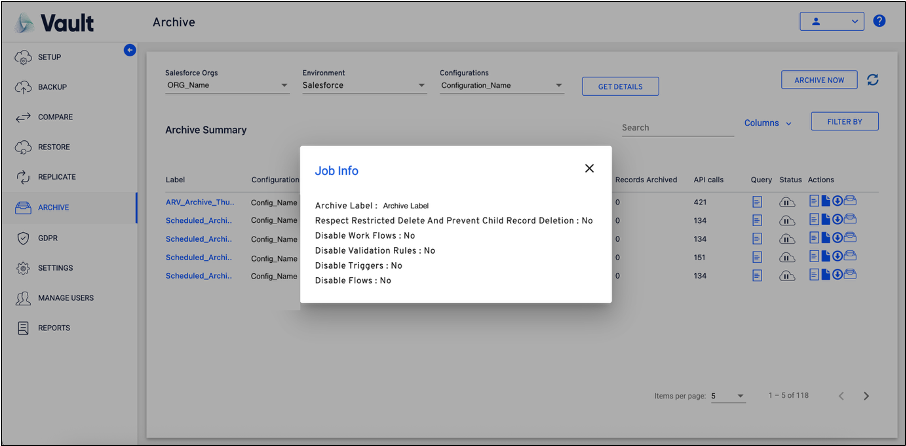 Vault
Archive
?
SETUP
BACKUP
COMPARE
RESTORE
REPLICATE
ARCHIVE
GDPR
SETTINGS
MANAGE USERS
REPORTS
Salesforce Orgs Environment Configurations
ORG_Name Salesforce Configuration_Name
GET DETAILS ARCHIVE NOW
Archive Summary Search Columns FILTER BY
Label Configuration Records Archived API calls Query Status Actions
ARV_Archive_Thu.. Config_Name 0 421
Scheduled_Archi.. Config_Name 0 134
Scheduled_Archi.. Config_Name 0 134
Scheduled_Archi.. Config_Name 0 151
Scheduled_Archi.. Config_Name 0 134
Job Info
Archive Label : Archive Label
Respect Restricted Delete And Prevent Child Record Deletion : No
Disable Work Flows : No
Disable Validation Rules : No
Disable Triggers : No
Disable Flows : No
Items per page: 5 1 – 5 of 118